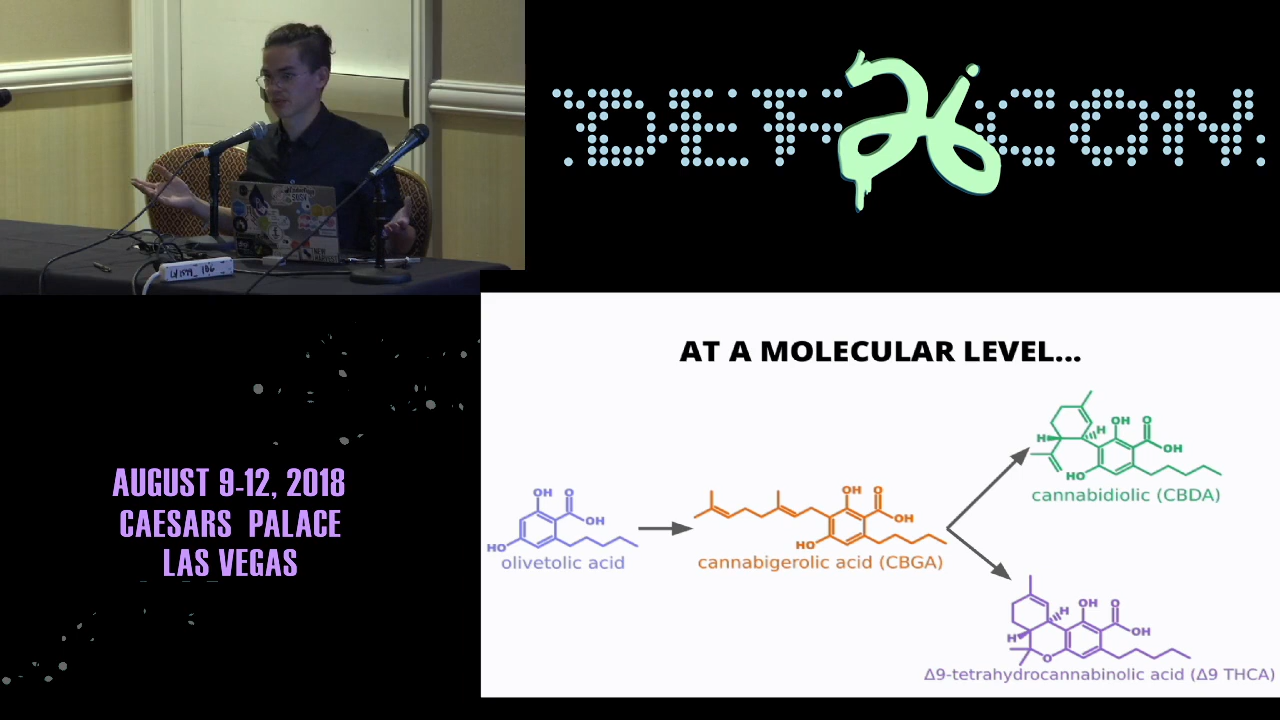 DEF 26 CON
AUGUST 9-12, 2018
CAESARS PALACE
LAS VEGAS
AT A MOLECULAR LEVEL...
OH
O
OH
HO
olivetolic acid
OH
O
OH
HO
cannabigerolic acid (CBGA)
H
H
OH
O
OH
HO
cannabidiolic (CBDA)
H
H
OH
O
OH
O
Δ9-tetrahydrocannabinolic acid (Δ9 THCA)